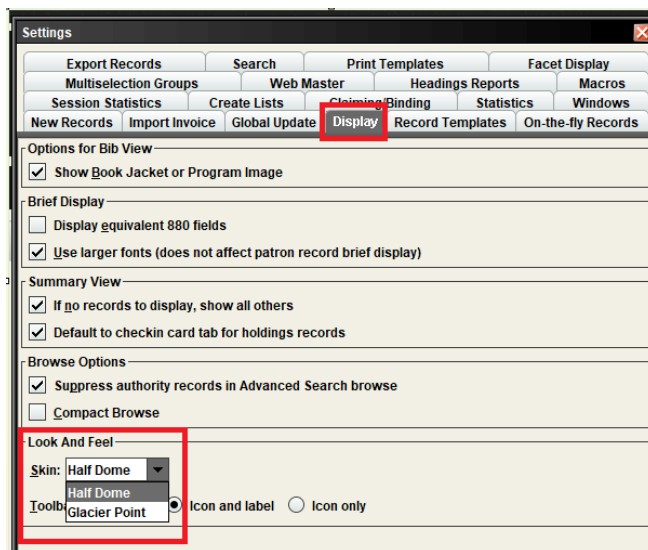 Settings
Export Records Search Print Templates Facet Display
Multiselection Groups Web Master Headings Reports Macros
Session Statistics Create Lists Claiming/Binding Statistics Windows
New Records Import Invoice Global Update Display Record Templates On-the-fly Records
Options for Bib View
Show Book Jacket or Program Image
Brief Display
Display equivalent 880 fields
Use larger fonts (does not affect patron record brief display)
Summary View
If no records to display, show all others
Default to checkin card tab for holdings records
Browse Options
Suppress authority records in Advanced Search browse
Compact Browse
Look And Feel
Skin: Half Dome
Half Dome
Toolb Icon and label Icon only
Glacier Point